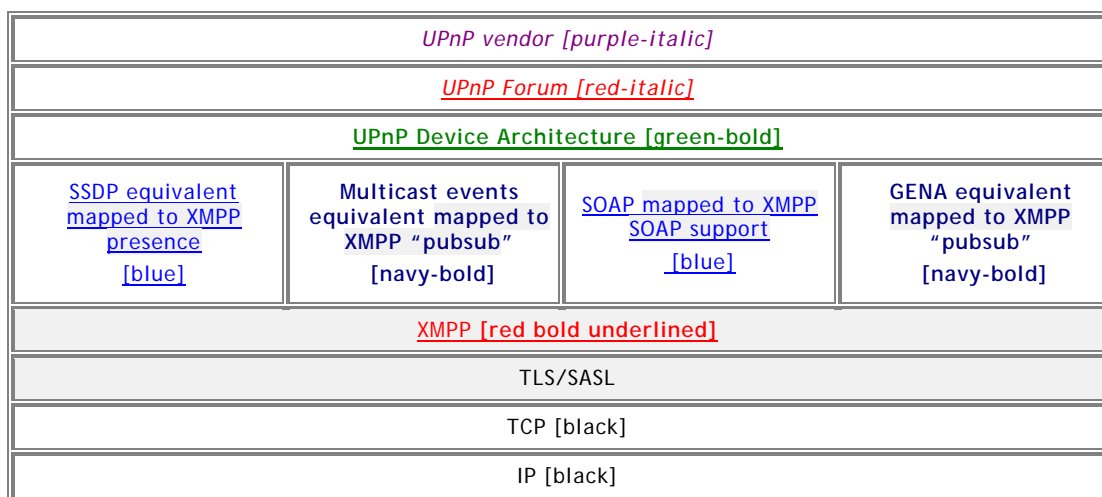 UPnP vendor [purple-italic]
UPnP Forum [red-italic]
UPnP Device Architecture [green-bold]
SSDP equivalent
mapped to XMPP
presence
[blue]
Multicast events
equivalent mapped to
XMPP “pubsub”
[navy-bold]
SOAP mapped to XMPP
SOAP support
[blue]
GENA equivalent
mapped to XMPP
“pubsub”
[navy-bold]
XMPP [red bold underlined]
TLS/SASL
TCP [black]
IP [black]